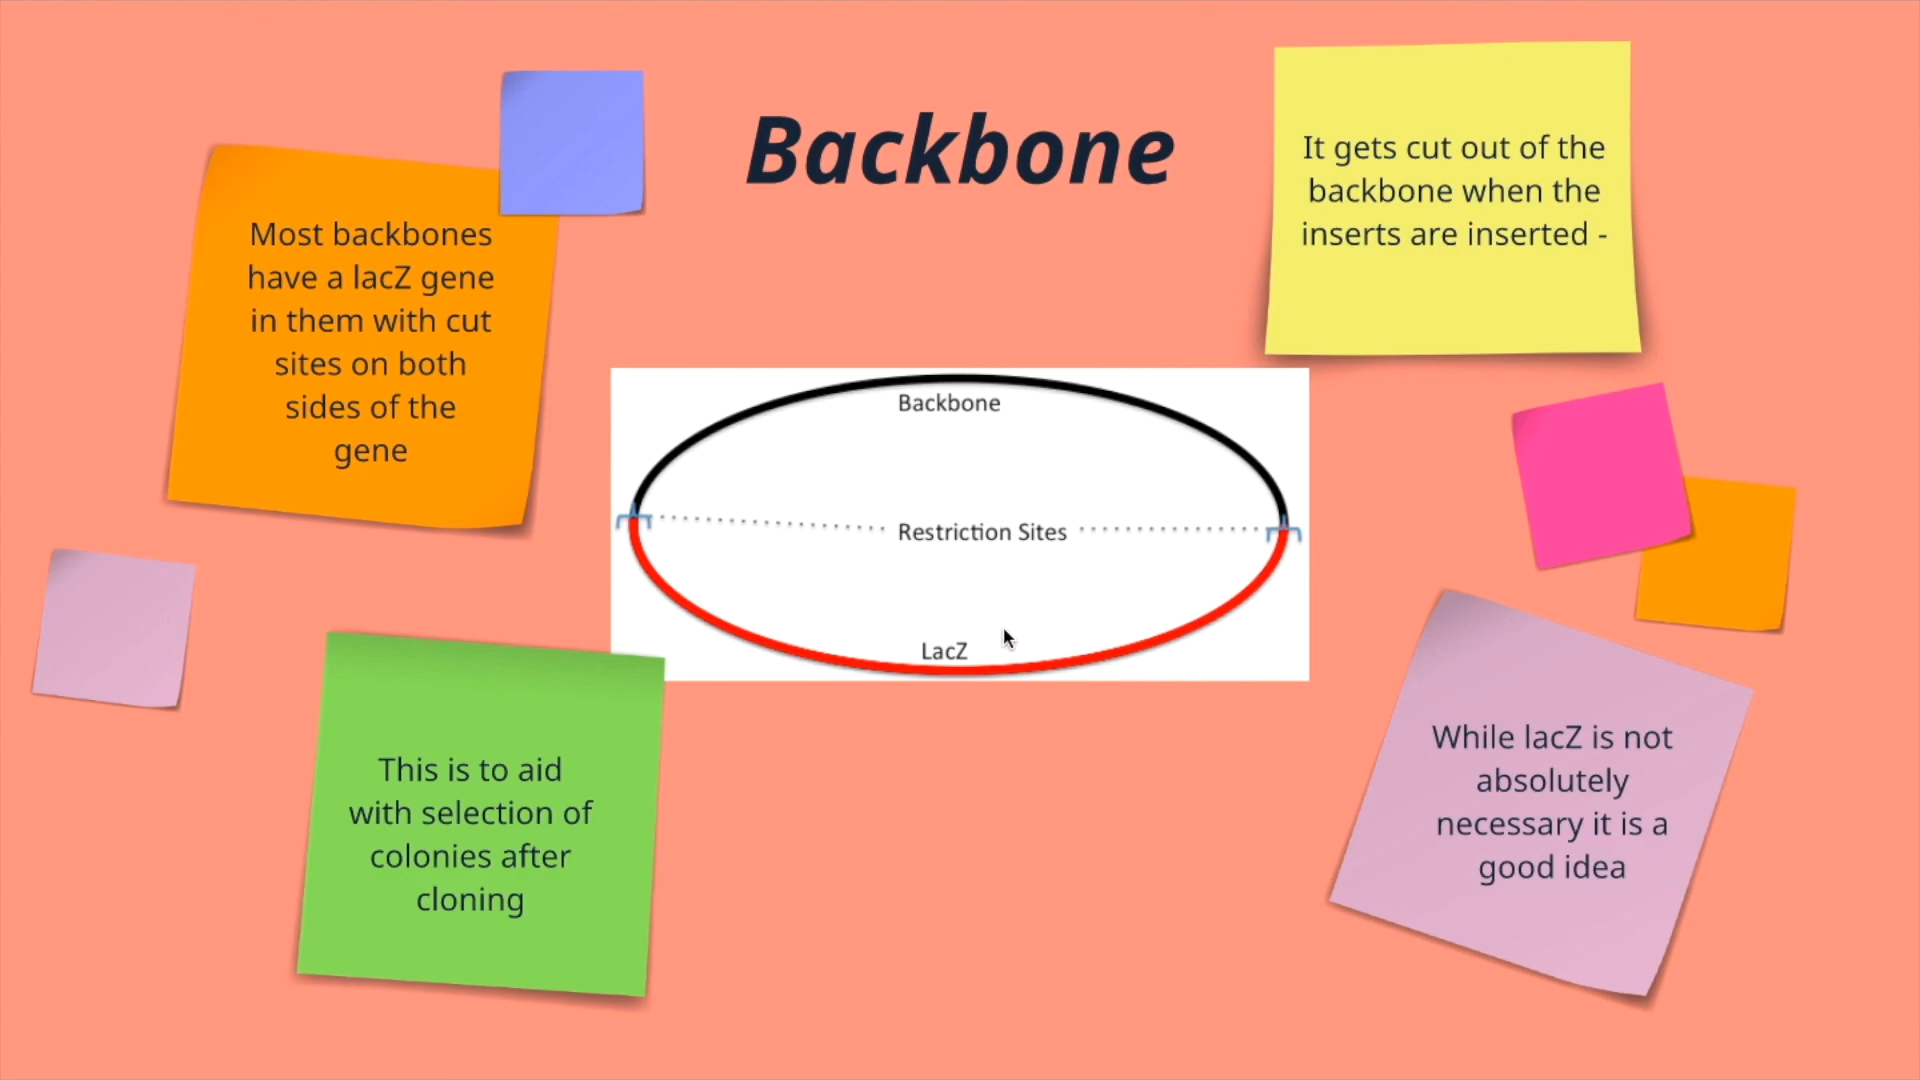 Backbone
Most backbones
have a lacZ gene
in them with cut
sites on both
sides of the
gene
It gets cut out of the
backbone when the
inserts are inserted -
Backbone
Restriction Sites
LacZ
This is to aid
with selection of
colonies after
cloning
While lacZ is not
absolutely
necessary it is a
good idea